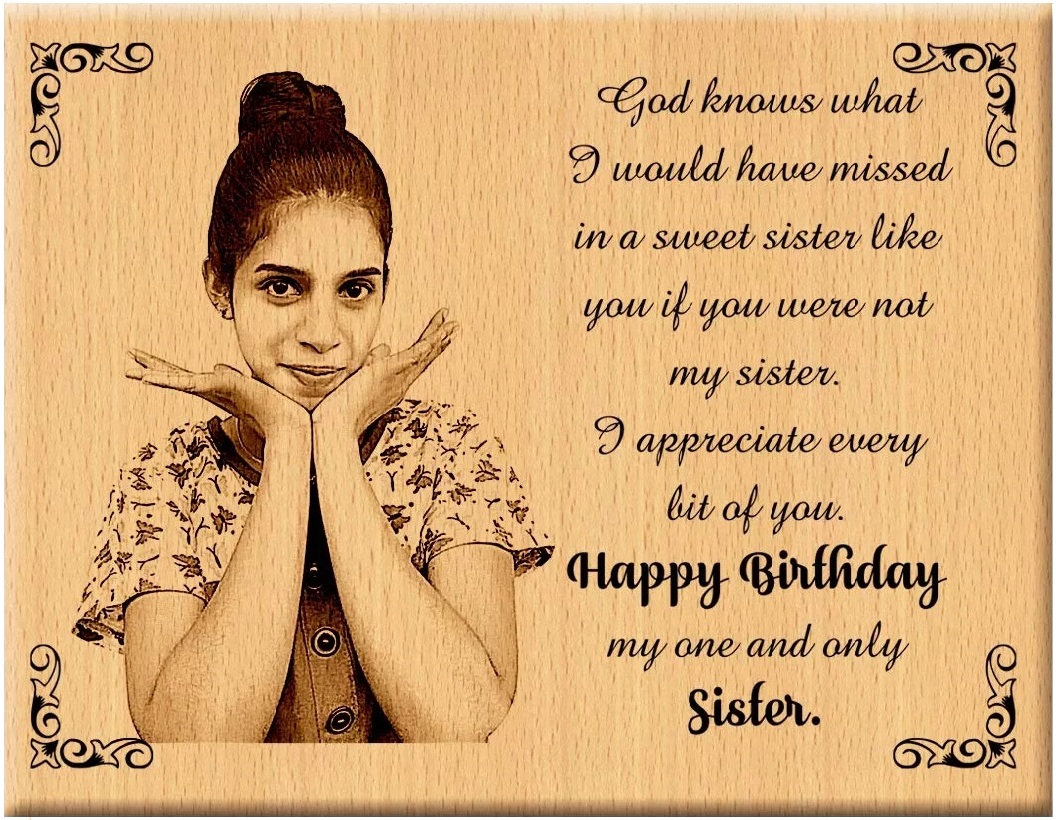 God knows what
I would have missed
in a sweet sister like
you if you were not
my sister.
I appreciate every
bit of you.
Happy Birthday
my one and only
Sister.